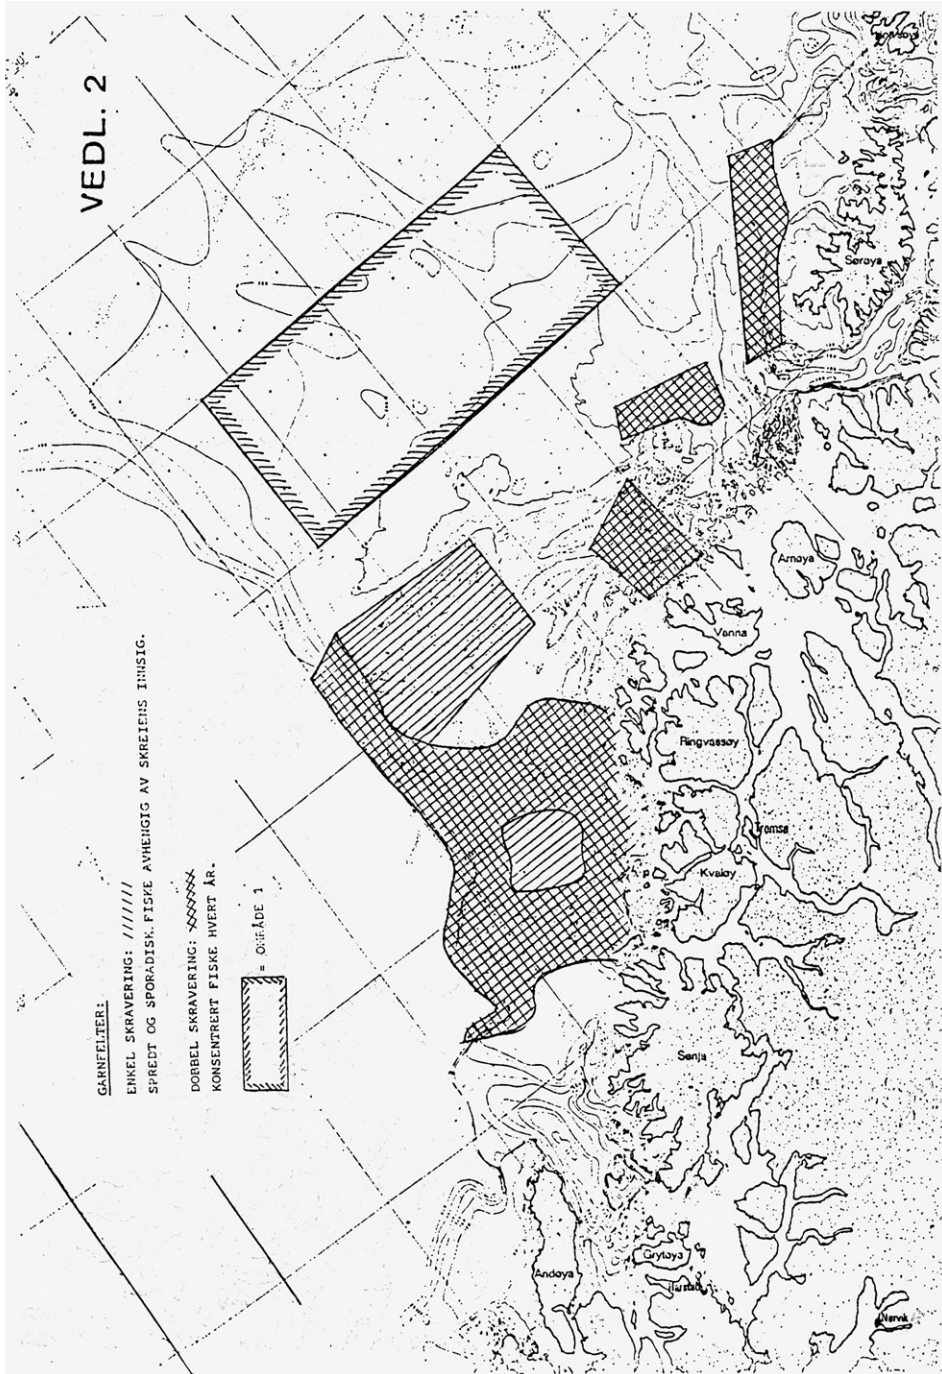 VEDL. 2
GARNFELTER:
ENKEL SKRAVERING: //////
SPREDT OG SPORADISK FISKE AVHENGIG AV SKREIENS INNSIG.
DOBBEL SKRAVERING: XXXXXX
KONSENTRERT FISKE HVERT ÅR.
= OMRÅDE 1
Sørøya
Arnøya
Vanna
Ringvassøy
Tromsø
Kvaløy
Senja
Andøya
Grytøya
Harstad
Narvik